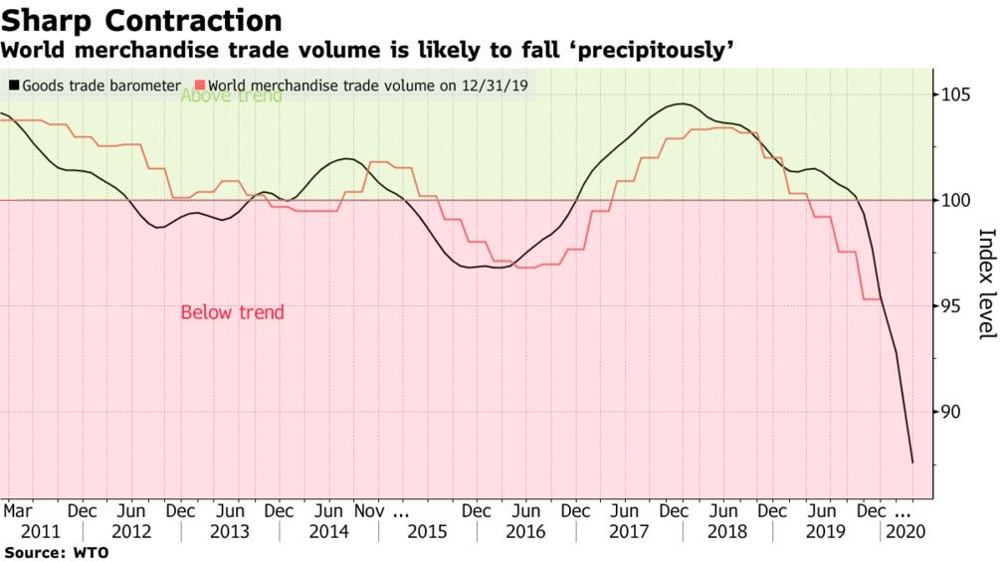 Sharp Contraction
World merchandise trade volume is likely to fall ‘precipitously’
Goods trade barometer World merchandise trade volume on 12/31/19
Above trend
105
100
Index level
Below trend
95
90
Mar Dec Jun Dec Jun Dec Jun Nov ... Dec Jun Dec Jun Dec Jun Dec Jun Dec ...
2011 2012 2013 2014 2015 2016 2017 2018 2019 2020
Source: WTO